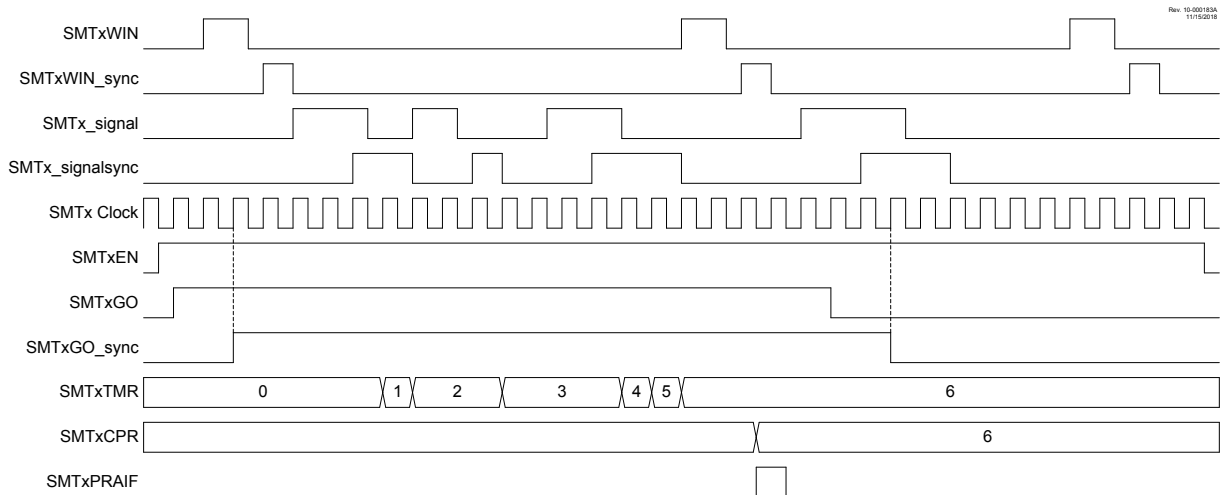 Rev. 10-000183A
11/15/2018
SMTxWIN
SMTxWIN_sync
SMTx_signal
SMTx_signalsync
SMTx Clock
SMTxEN
SMTxGO
SMTxGO_sync
SMTxTMR 0 1 2 3 4 5 6
SMTxCPR 6
SMTxPRAIF